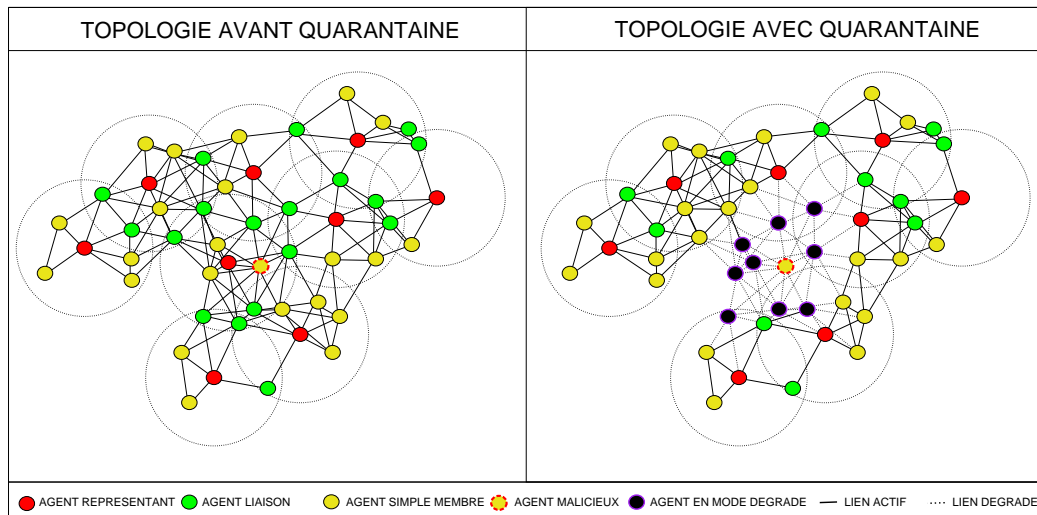 TOPOLOGIE AVANT QUARANTAINE
TOPOLOGIE AVEC QUARANTAINE
AGENT REPRESENTANT AGENT LIAISON AGENT SIMPLE MEMBRE AGENT MALICIEUX AGENT EN MODE DEGRADE LIEN ACTIF LIEN DEGRADE